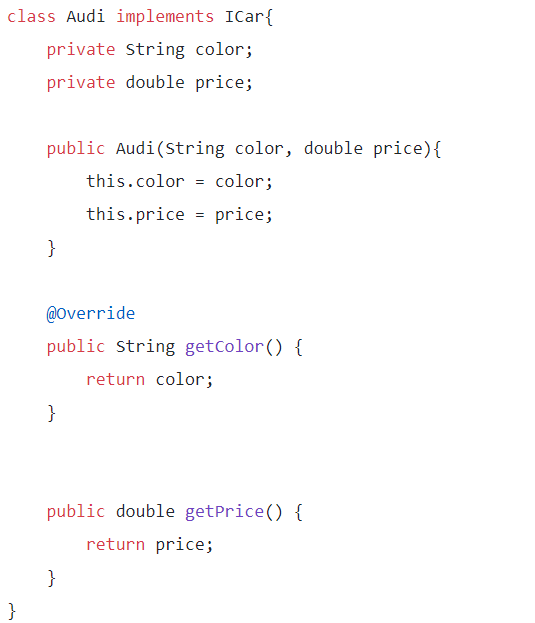 class Audi implements ICar{
    private String color;
    private double price;

    public Audi(String color, double price){
        this.color = color;
        this.price = price;
    }

    @Override
    public String getColor() {
        return color;
    }


    public double getPrice() {
        return price;
    }
}